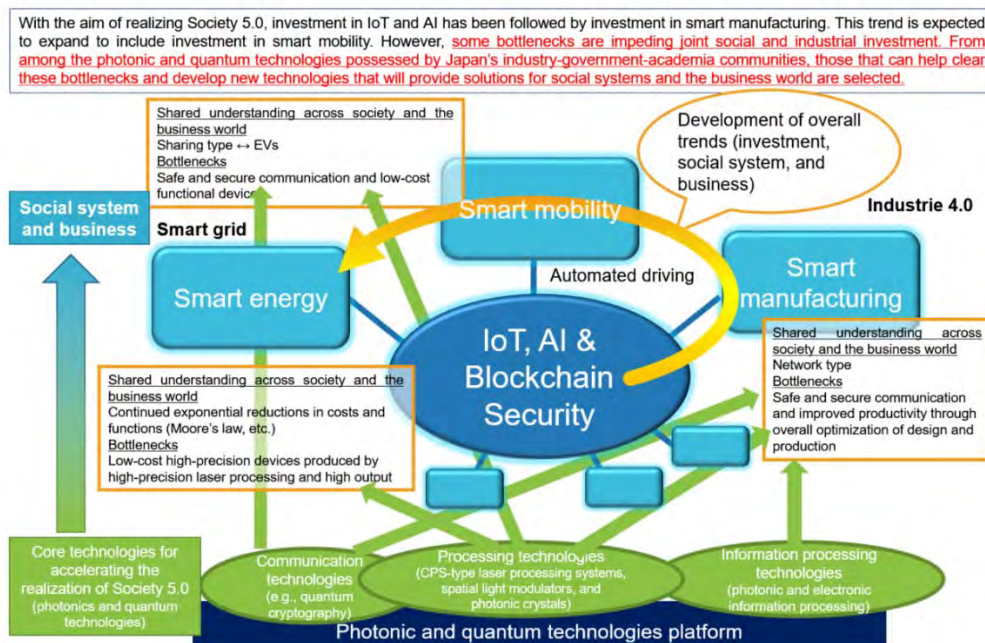 With the aim of realizing Society 5.0, investment in IoT and AI has been followed by investment in smart manufacturing. This trend is expected
to expand to include investment in smart mobility. However, some bottlenecks are impeding joint social and industrial investment. From
among the photonic and quantum technologies possessed by Japan's industry-government-academia communities, those that can help clear
these bottlenecks and develop new technologies that will provide solutions for social systems and the business world are selected.
Shared understanding across society and the
business world
Sharing type ↔ EVs
Bottlenecks
Safe and secure communication and low-cost
functional device
Development of overall
trends (investment,
social system, and
business)
Social system
and business
Smart grid
Smart mobility
Industrie 4.0
Smart energy
Automated driving
Smart
manufacturing
IoT, AI &
Blockchain
Security
Shared understanding across
society and the business world
Network type
Bottlenecks
Safe and secure communication
and improved productivity through
overall optimization of design and
production
Shared understanding across society and the
business world
Continued exponential reductions in costs and
functions (Moore's law, etc.)
Bottlenecks
Low-cost high-precision devices produced by
high-precision laser processing and high output
Core technologies for
accelerating the
realization of Society 5.0
(photonics and quantum
technologies)
Communication
technologies
(e.g., quantum
cryptography)
Processing technologies
(CPS-type laser processing systems,
spatial light modulators, and
photonic crystals)
Information processing
technologies
(photonic and electronic
information processing)
Photonic and quantum technologies platform